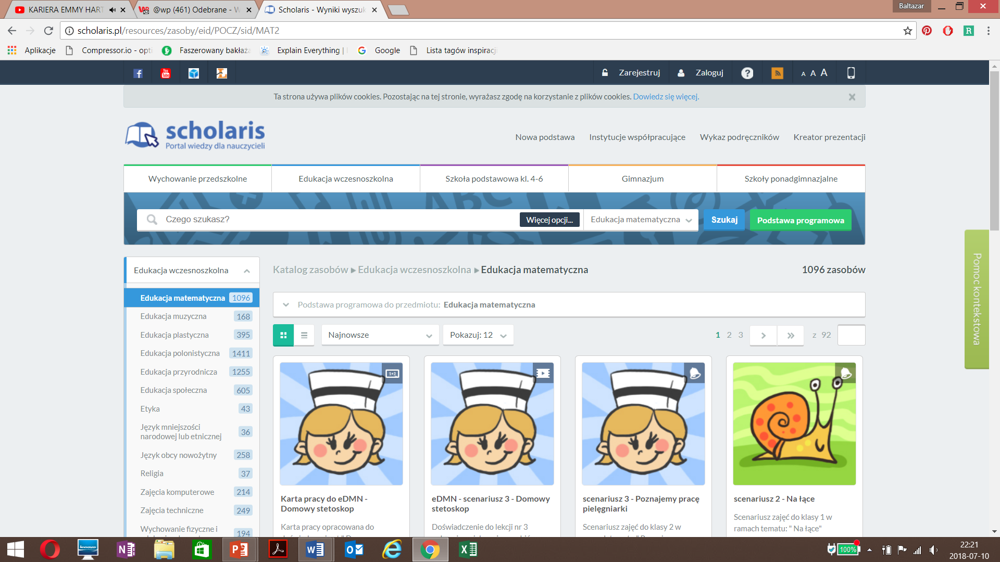 KARIERA EMMY HART
@wp (461) Odebrane - W
Scholaris - Wyniki wyszuk
Baltazar
scholaris.pl/resources/zasoby/eid/POCZ/sid/MAT2
Aplikacje
Compressor.io - opti
Faszerowany bakłaża
Explain Everything |
Google
Lista tagów inspiracji
Zarejestruj
Zaloguj
A A A
Ta strona używa plików cookies. Pozostając na tej stronie, wyrażasz zgodę na korzystanie z plików cookies. Dowiedz się więcej.
scholaris
Portal wiedzy dla nauczycieli
Nowa podstawa
Instytucje współpracujące
Wykaz podręczników
Kreator prezentacji
Wychowanie przedszkolne
Edukacja wczesnoszkolna
Szkoła podstawowa kl. 4-6
Gimnazjum
Szkoły ponadgimnazjalne
Czego szukasz?
Więcej opcji...
Edukacja matematyczna
Szukaj
Podstawa programowa
Pomoc kontekstowa
Edukacja wczesnoszkolna
Edukacja matematyczna 1096
Edukacja muzyczna 168
Edukacja plastyczna 395
Edukacja polonistyczna 1411
Edukacja przyrodnicza 1255
Edukacja społeczna 605
Etyka 43
Język mniejszości
narodowej lub etnicznej 36
Język obcy nowożytny 258
Religia 37
Zajęcia komputerowe 214
Zajęcia techniczne 249
Wychowanie fizyczne i
194
Katalog zasobów ▸ Edukacja wczesnoszkolna ▸ Edukacja matematyczna
1096 zasobów
Podstawa programowa do przedmiotu: Edukacja matematyczna
Najnowsze
Pokazuj: 12
1 2 3
z 92
1+2
Karta pracy do eDMN -
Domowy stetoskop
Karta pracy opracowana do
eDMN - scenariusz 3 - Domowy
stetoskop
Doświadczenie do lekcji nr 3
scenariusz 3 - Poznajemy pracę
pielęgniarki
Scenariusz zajęć do klasy 2 w
scenariusz 2 - Na łące
Scenariusz zajęć do klasy 1 w
ramach tematu: " Na łące"
100%
22:21
2018-07-10